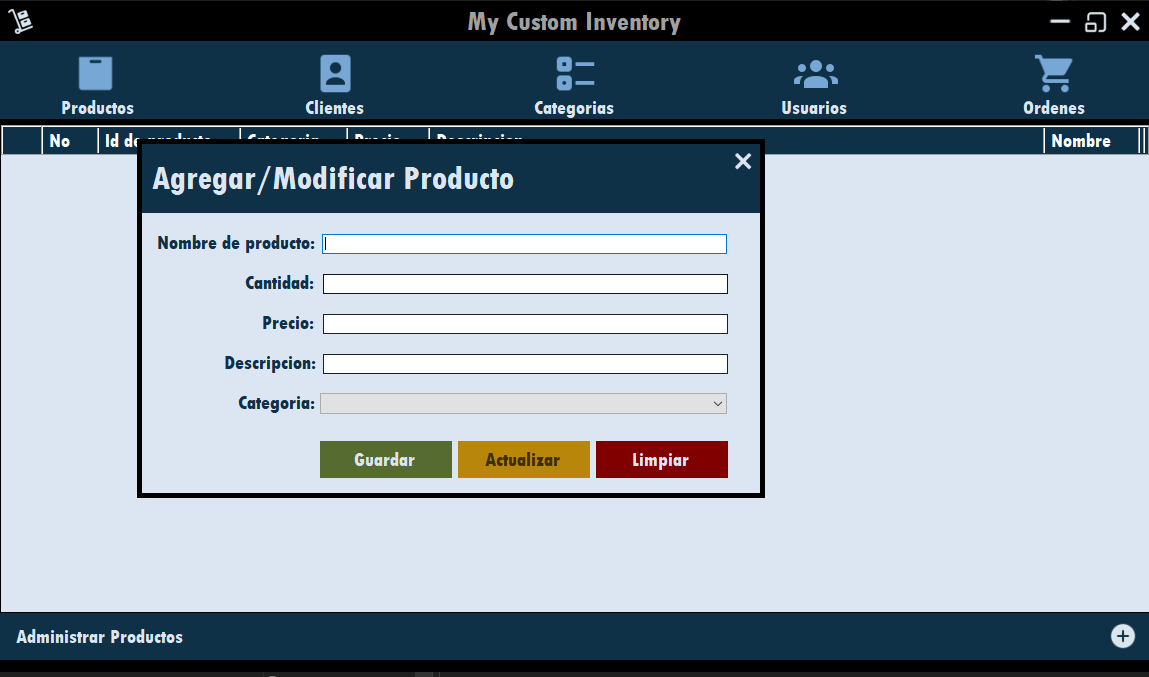 My Custom Inventory
Productos Clientes Categorias Usuarios Ordenes
No Id de producto Categoria Precio Descripcion Nombre
Agregar/Modificar Producto
Nombre de producto:
Cantidad:
Precio:
Descripcion:
Categoria:
Guardar Actualizar Limpiar
Administrar Productos